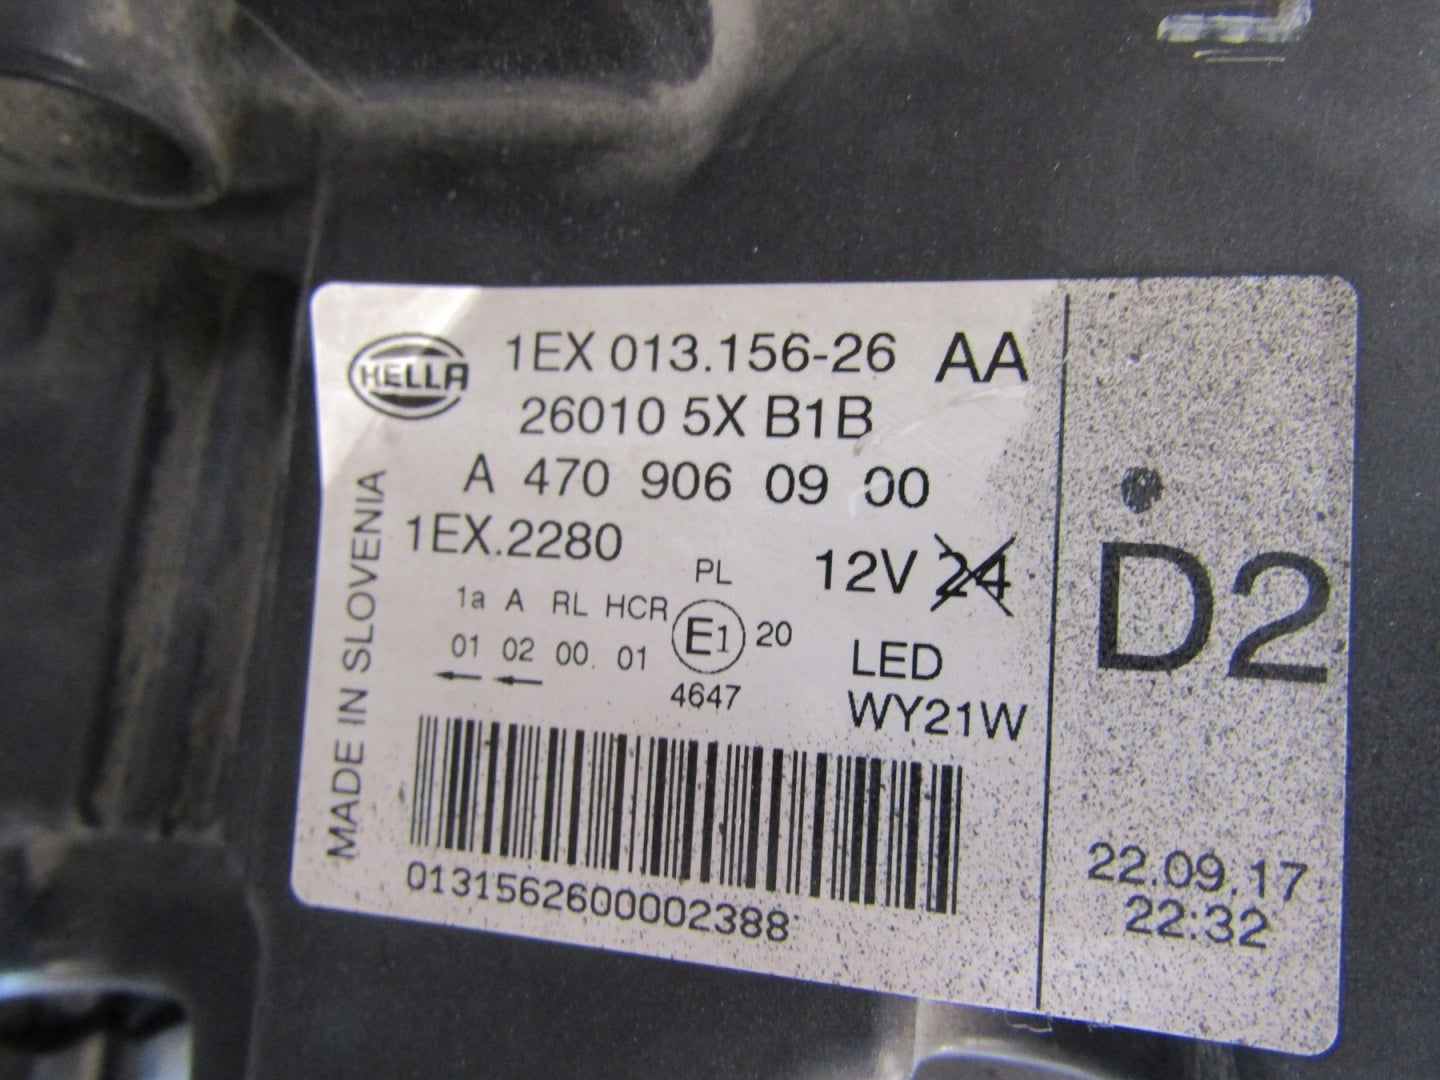 HELLA
1EX 013.156-26 AA
26010 5X B1B
A 470 906 09 00
1EX.2280
12V 24
PL
1a A RL HCR
E1 20
01 02 00 01
4647
LED
WY21W
MADE IN SLOVENIA
0131562600002388
D2
22.09.17
22:32